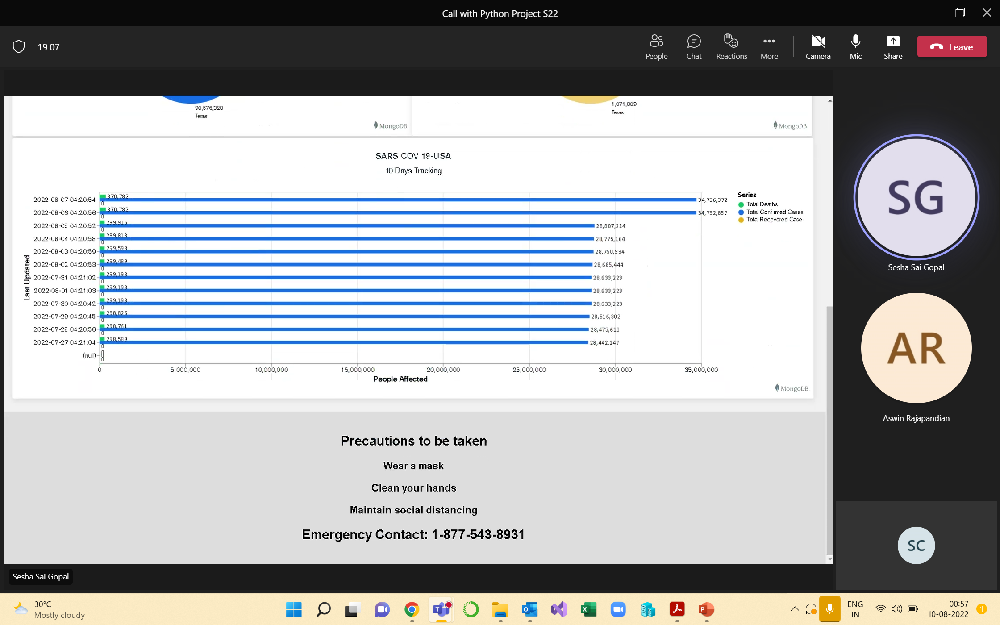 Call with Python Project S22
19:07
People
Chat
Reactions
More
Camera
Mic
Share
Leave
90,676,328
Texas
MongoDB
1,071,809
Texas
MongoDB
SARS COV 19-USA
10 Days Tracking
Last Updated
2022-08-07 04:20:54 370,782 34,736,372 0
2022-08-06 04:20:56 370,782 34,732,857 0
2022-08-05 04:20:52 299,915 28,807,214 0
2022-08-04 04:20:58 299,813 28,775,164 0
2022-08-03 04:20:59 299,598 28,750,934 0
2022-08-02 04:20:53 299,489 28,685,444 0
2022-07-31 04:21:02 299,198 28,633,223 0
2022-08-01 04:21:03 299,198 28,633,223 0
2022-07-30 04:20:42 299,198 28,633,223 0
2022-07-29 04:20:45 298,826 28,516,302 0
2022-07-28 04:20:56 298,761 28,475,610 0
2022-07-27 04:21:04 298,589 28,442,147 0
(null) 0 0 0
0 5,000,000 10,000,000 15,000,000 20,000,000 25,000,000 30,000,000 35,000,000
People Affected
Series
Total Deaths
Total Confirmed Cases
Total Recovered Case
MongoDB
Precautions to be taken
Wear a mask
Clean your hands
Maintain social distancing
Emergency Contact: 1-877-543-8931
Sesha Sai Gopal
SG
Sesha Sai Gopal
AR
Aswin Rajapandian
SC
30°C
Mostly cloudy
ENG
IN
00:57
10-08-2022
1